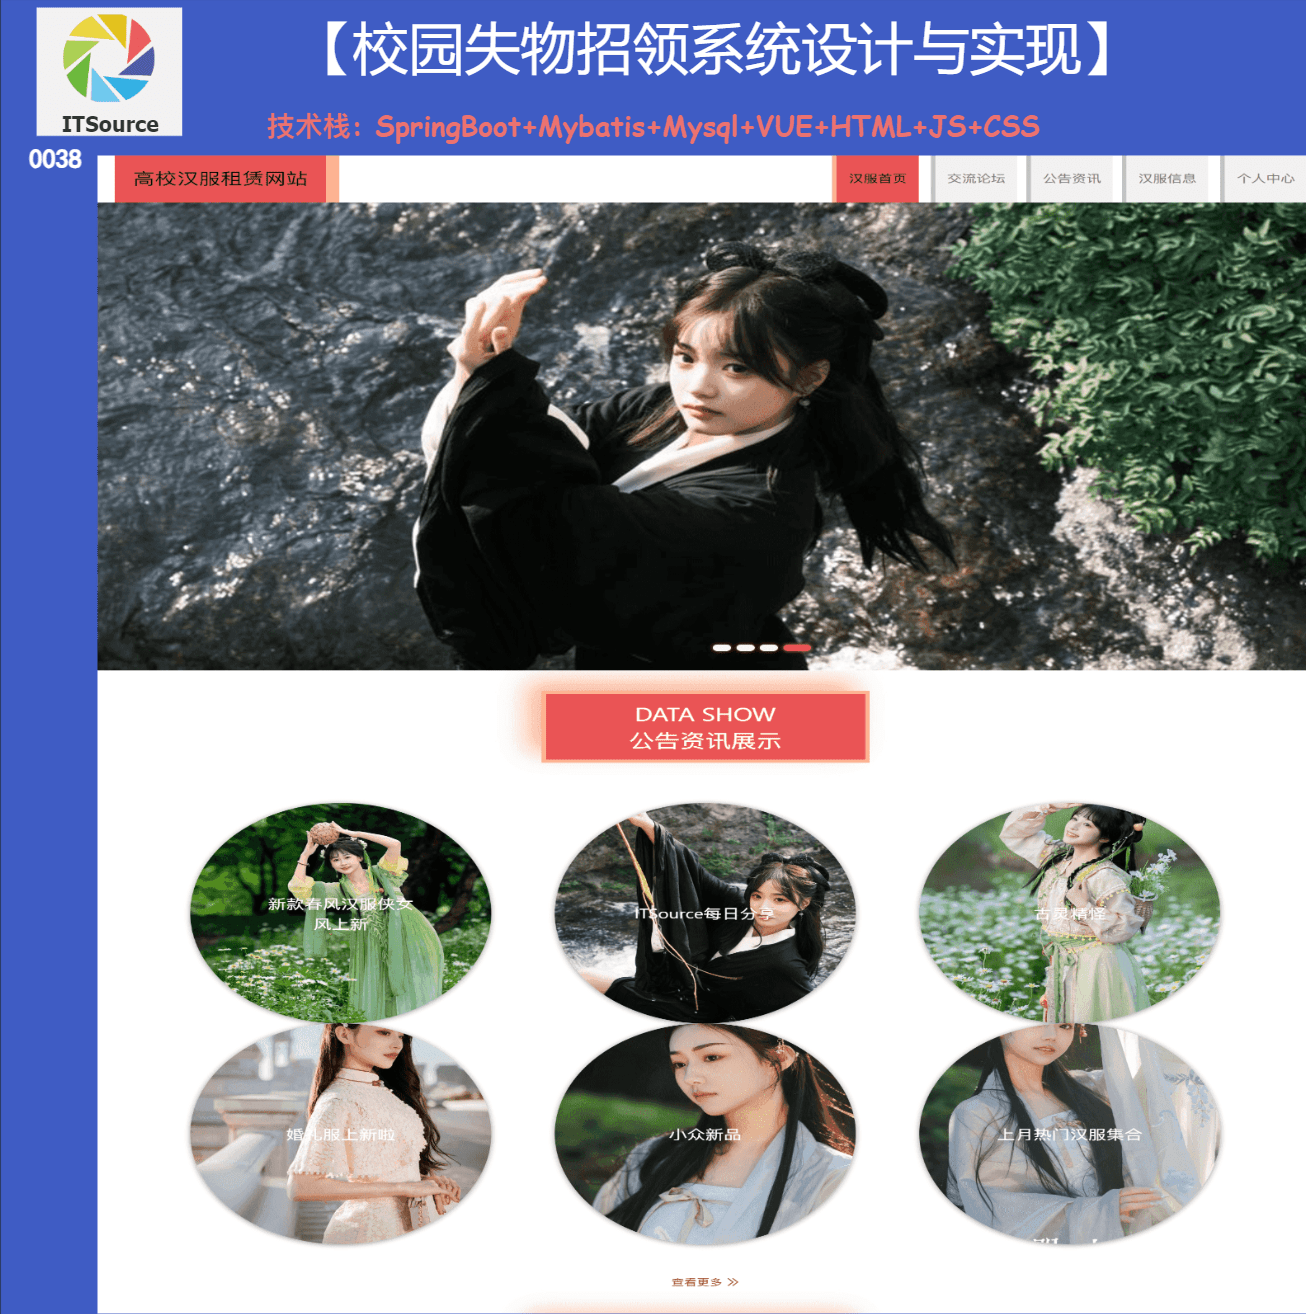 【校园失物招领系统设计与实现】
ITSource
技术栈：SpringBoot+Mybatis+Mysql+VUE+HTML+JS+CSS
0038
高校汉服租赁网站
汉服首页
交流论坛
公告资讯
汉服信息
个人中心
DATA SHOW
公告资讯展示
新款春风汉服侠女
风上新
ITSource每日分享
古灵精怪
婚礼服上新啦
小众新品
上月热门汉服集合
查看更多 >>